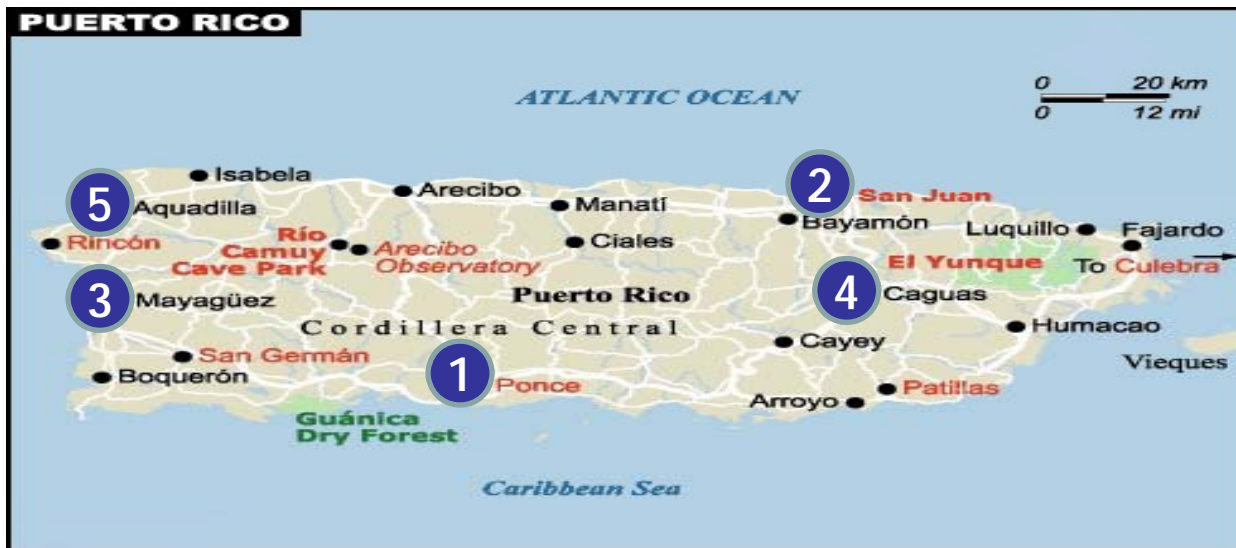 PUERTO RICO
0 20 km
0 12 mi
ATLANTIC OCEAN
Isabela
5
Aquadilla
Arecibo
Manatí
2
San Juan
Bayamón
Luquillo
Fajardo
Rincón
Río
Camuy
Cave Park
Arecibo
Observatory
Ciales
El Yunque
To Culebra
3
Mayagüez
Puerto Rico
4
Caguas
Cordillera Central
Humacao
Cayey
Vieques
San Germán
Boquerón
1
Ponce
Patillas
Arroyo
Guánica
Dry Forest
Caribbean Sea